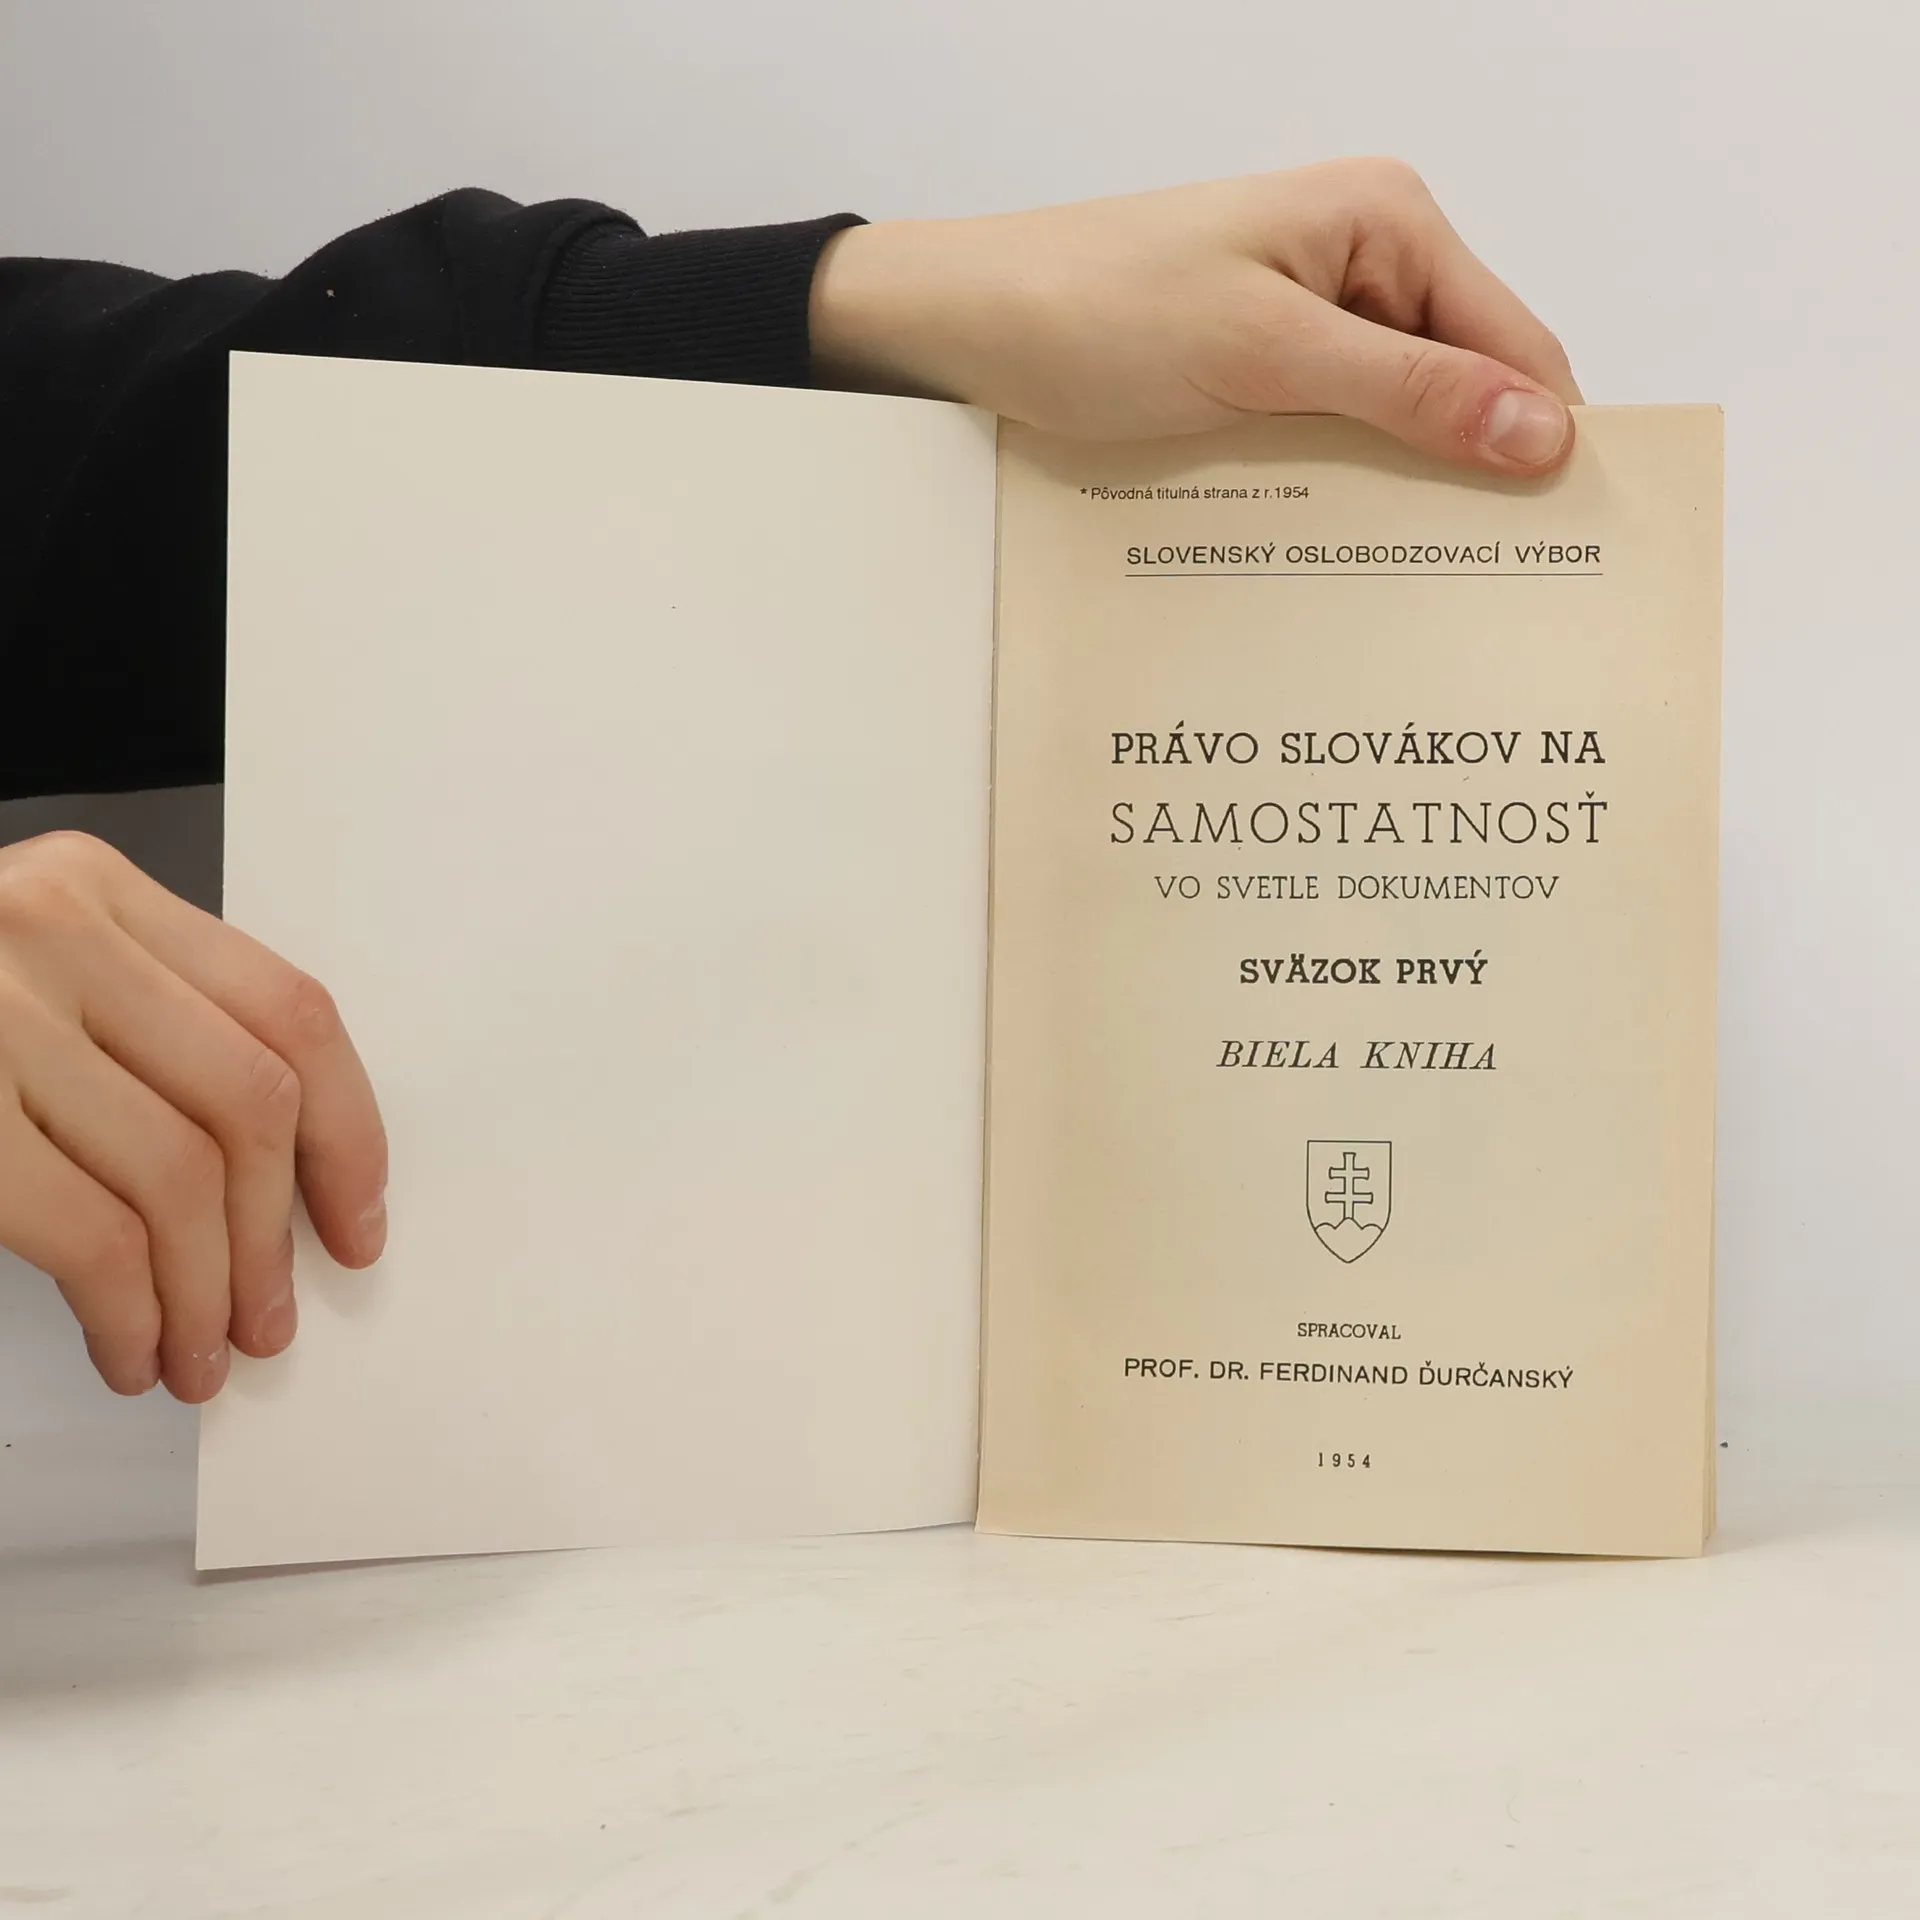 * Pôvodná titulná strana z r.1954
SLOVENSKÝ OSLOBODZOVACÍ VÝBOR
PRÁVO SLOVÁKOV NA
SAMOSTATNOSŤ
VO SVETLE DOKUMENTOV
SVÄZOK PRVÝ
BIELA KNIHA
SPRACOVAL
PROF. DR. FERDINAND ĎURČANSKÝ
1954